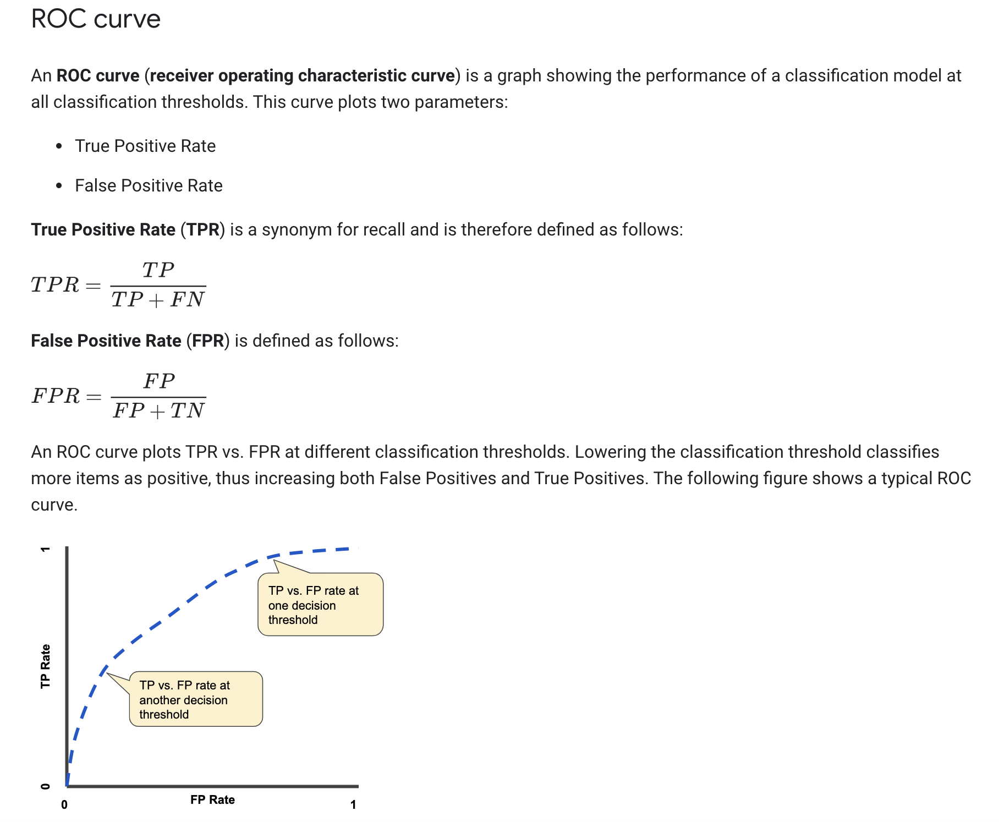 ROC curve
An ROC curve (receiver operating characteristic curve) is a graph showing the performance of a classification model at
all classification thresholds. This curve plots two parameters:
• True Positive Rate
• False Positive Rate
True Positive Rate (TPR) is a synonym for recall and is therefore defined as follows:
TPR = TP / (TP + FN)
False Positive Rate (FPR) is defined as follows:
FPR = FP / (FP + TN)
An ROC curve plots TPR vs. FPR at different classification thresholds. Lowering the classification threshold classifies
more items as positive, thus increasing both False Positives and True Positives. The following figure shows a typical ROC
curve.
1
TP vs. FP rate at
one decision
threshold
TP Rate
TP vs. FP rate at
another decision
threshold
0
0
FP Rate
1